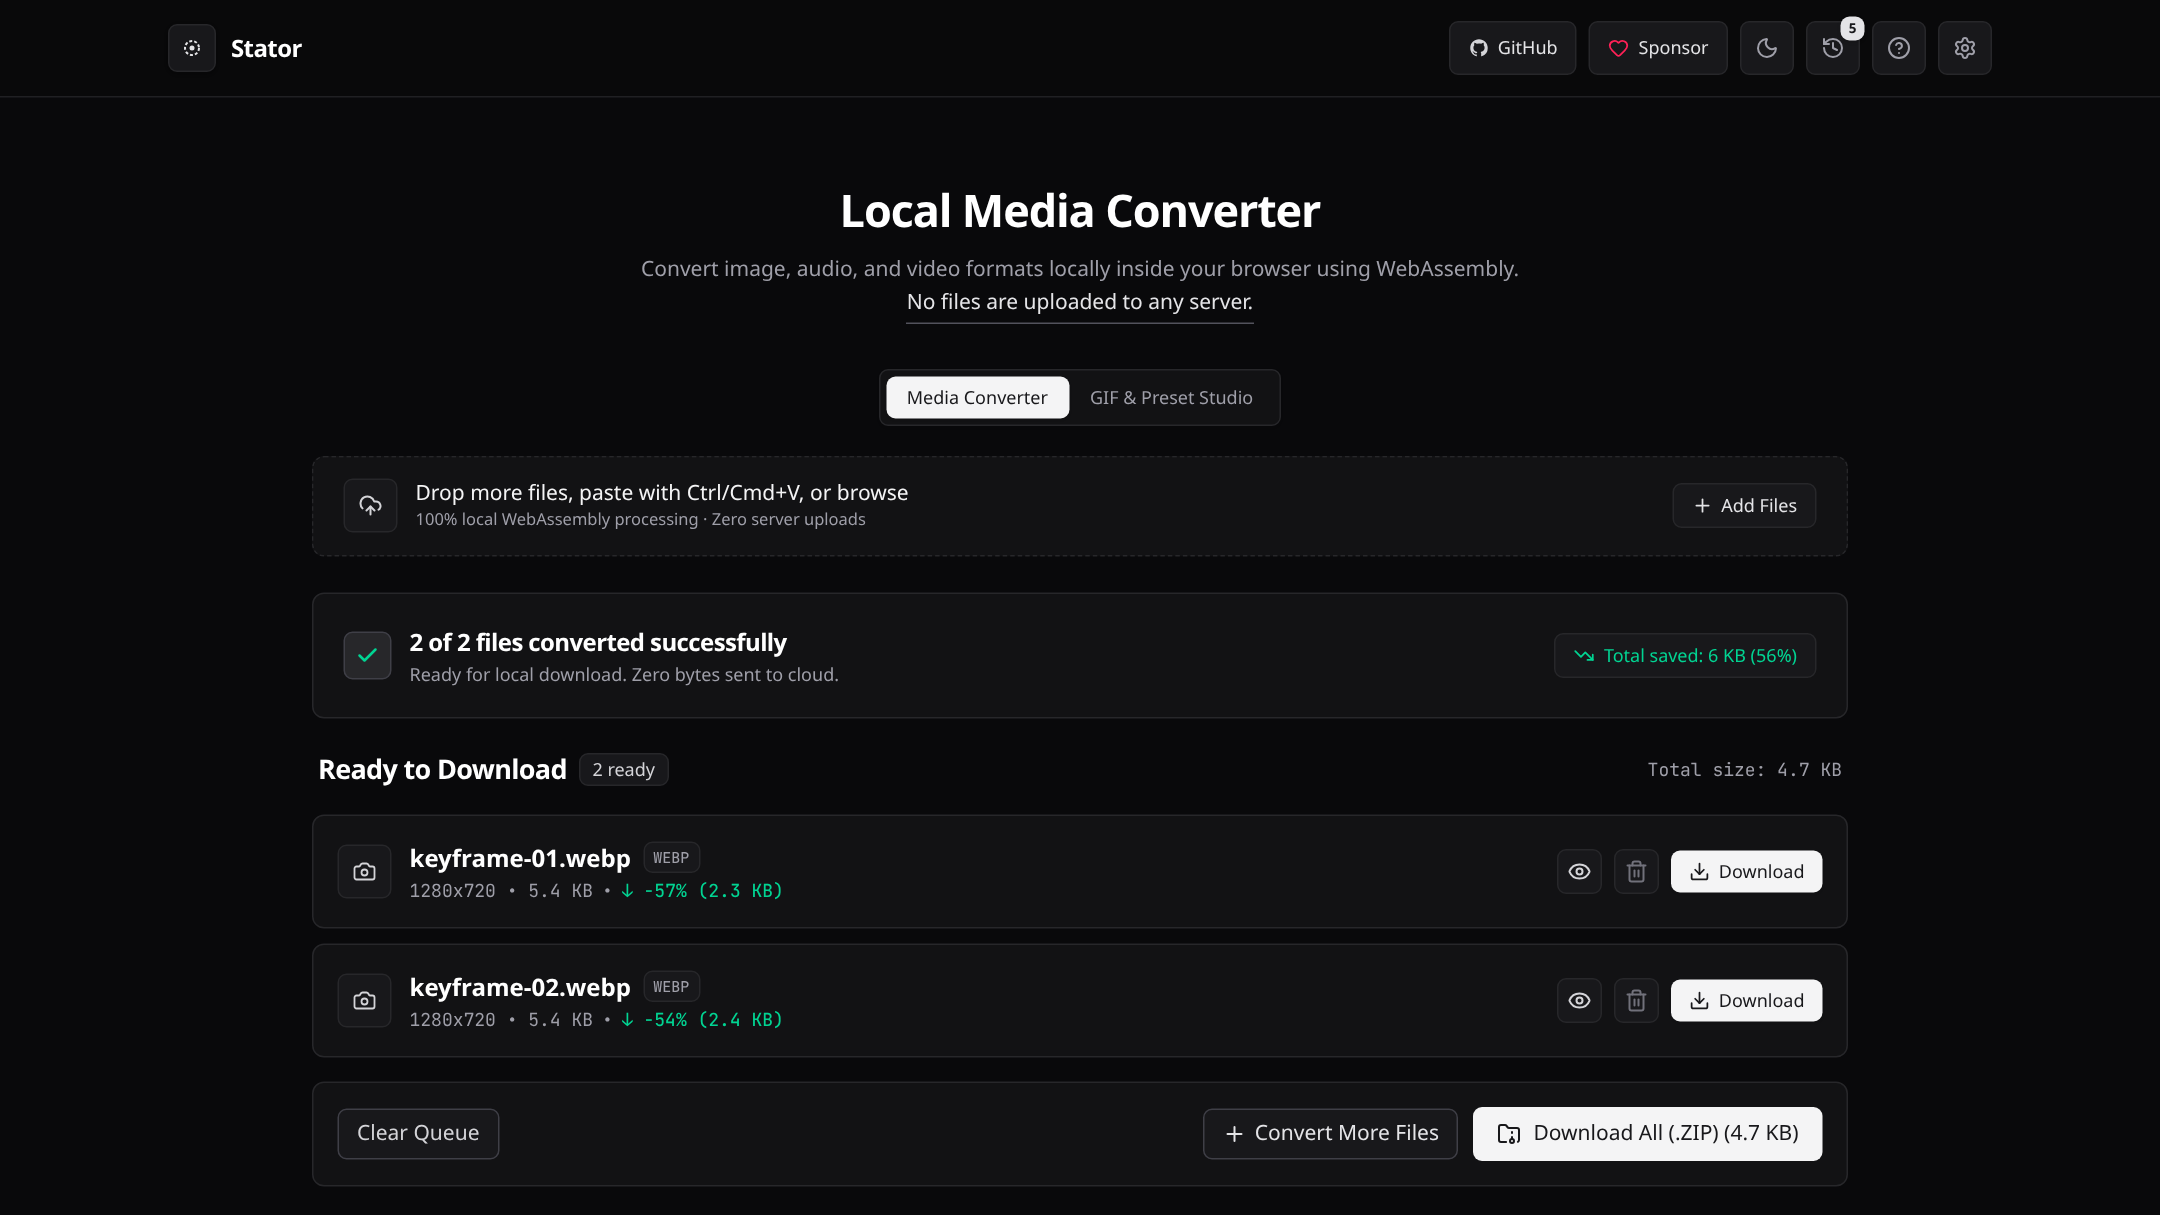 Stator
GitHub
Sponsor
5
Local Media Converter
Convert image, audio, and video formats locally inside your browser using WebAssembly.
No files are uploaded to any server.
Media Converter
GIF & Preset Studio
Drop more files, paste with Ctrl/Cmd+V, or browse
100% local WebAssembly processing · Zero server uploads
Add Files
2 of 2 files converted successfully
Ready for local download. Zero bytes sent to cloud.
Total saved: 6 KB (56%)
Ready to Download
2 ready
Total size: 4.7 KB
keyframe-01.webp
WEBP
1280x720 • 5.4 KB • ↓ -57% (2.3 KB)
Download
keyframe-02.webp
WEBP
1280x720 • 5.4 KB • ↓ -54% (2.4 KB)
Download
Clear Queue
Convert More Files
Download All (.ZIP) (4.7 KB)